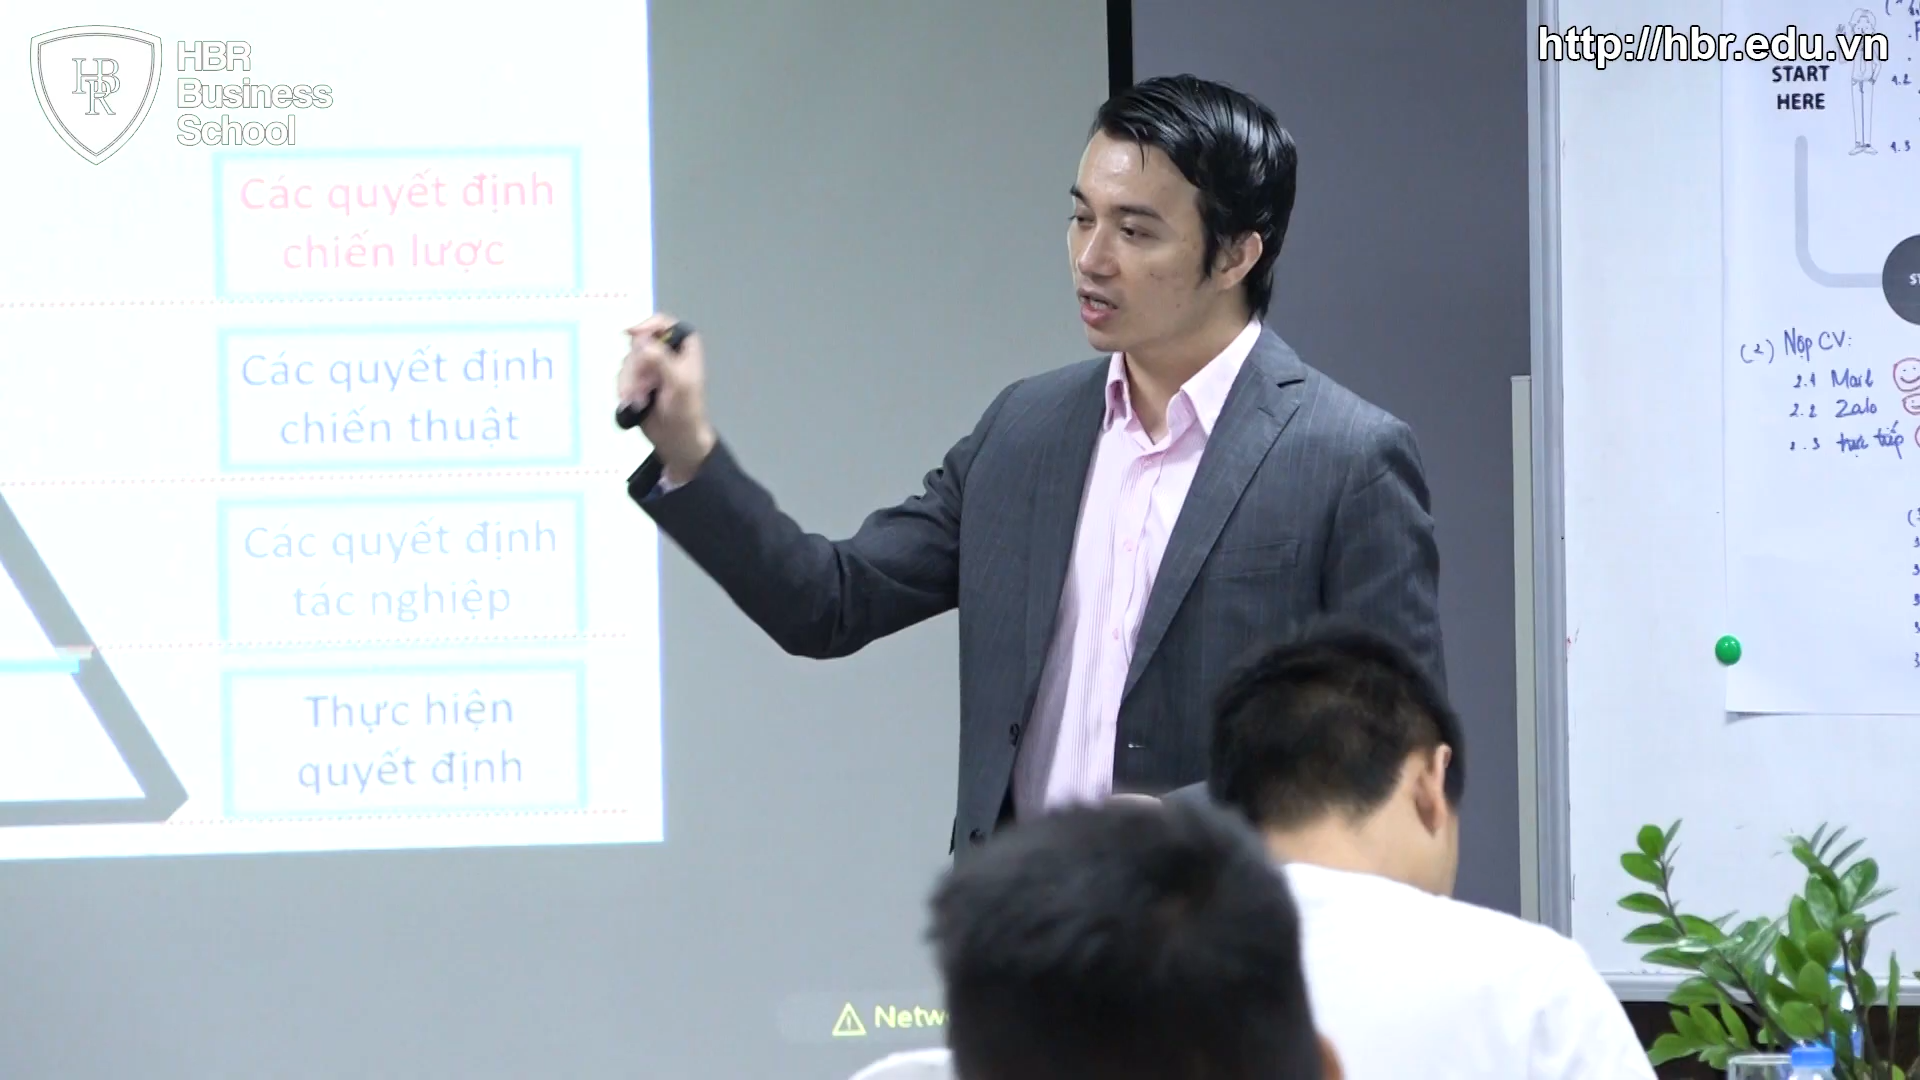 HBR
HBR
Business
School
http://hbr.edu.vn
START
HERE
Các quyết định
chiến lược
Các quyết định
chiến thuật
Các quyết định
tác nghiệp
Thực hiện
quyết định
(2) Nộp CV:
2.1 Mail
2.2 Zalo
2.3 trực tiếp